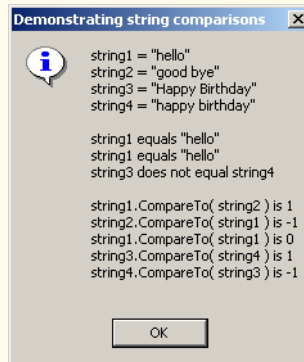 Demonstrating string comparisons
string1 = "hello"
string2 = "good bye"
string3 = "Happy Birthday"
string4 = "happy birthday"
string1 equals "hello"
string1 equals "hello"
string3 does not equal string4
string1.CompareTo( string2 ) is 1
string2.CompareTo( string1 ) is -1
string1.CompareTo( string1 ) is 0
string3.CompareTo( string4 ) is 1
string4.CompareTo( string3 ) is -1
OK